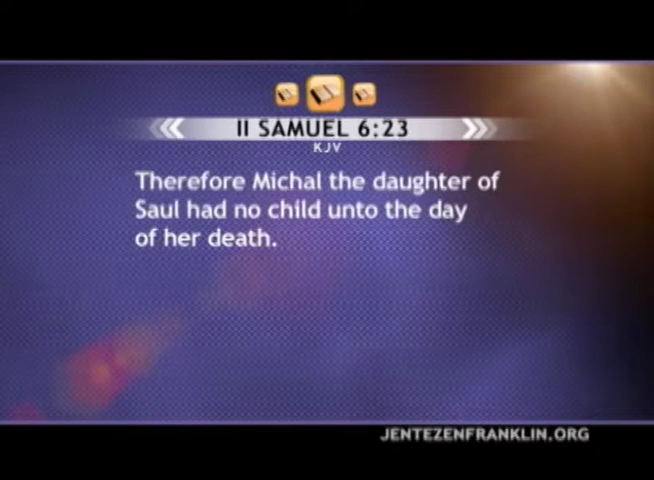 II SAMUEL 6:23
KJV
Therefore Michal the daughter of
Saul had no child unto the day
of her death.
JENTEZENFRANKLIN.ORG